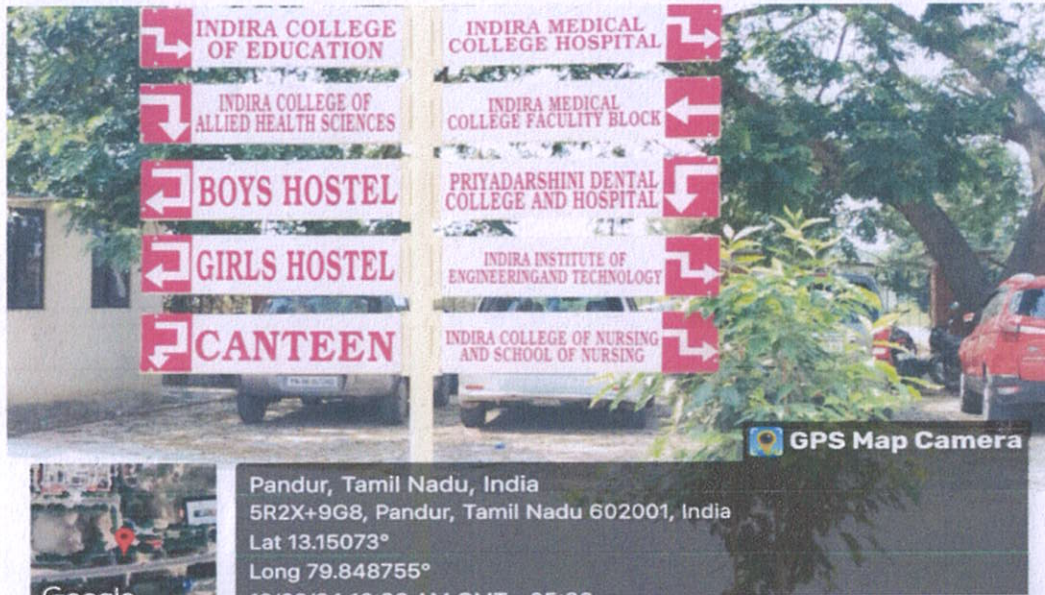 INDIRA COLLEGE
OF EDUCATION
INDIRA COLLEGE OF
ALLIED HEALTH SCIENCES
BOYS HOSTEL
GIRLS HOSTEL
CANTEEN
INDIRA MEDICAL
COLLEGE HOSPITAL
INDIRA MEDICAL
COLLEGE FACULITY BLOCK
PRIYADARSHINI DENTAL
COLLEGE AND HOSPITAL
INDIRA INSTITUTE OF
ENGINEERINGAND TECHNOLOGY
INDIRA COLLEGE OF NURSING
AND SCHOOL OF NURSING
GPS Map Camera
Pandur, Tamil Nadu, India
5R2X+9G8, Pandur, Tamil Nadu 602001, India
Lat 13.15073°
Long 79.848755°
Google